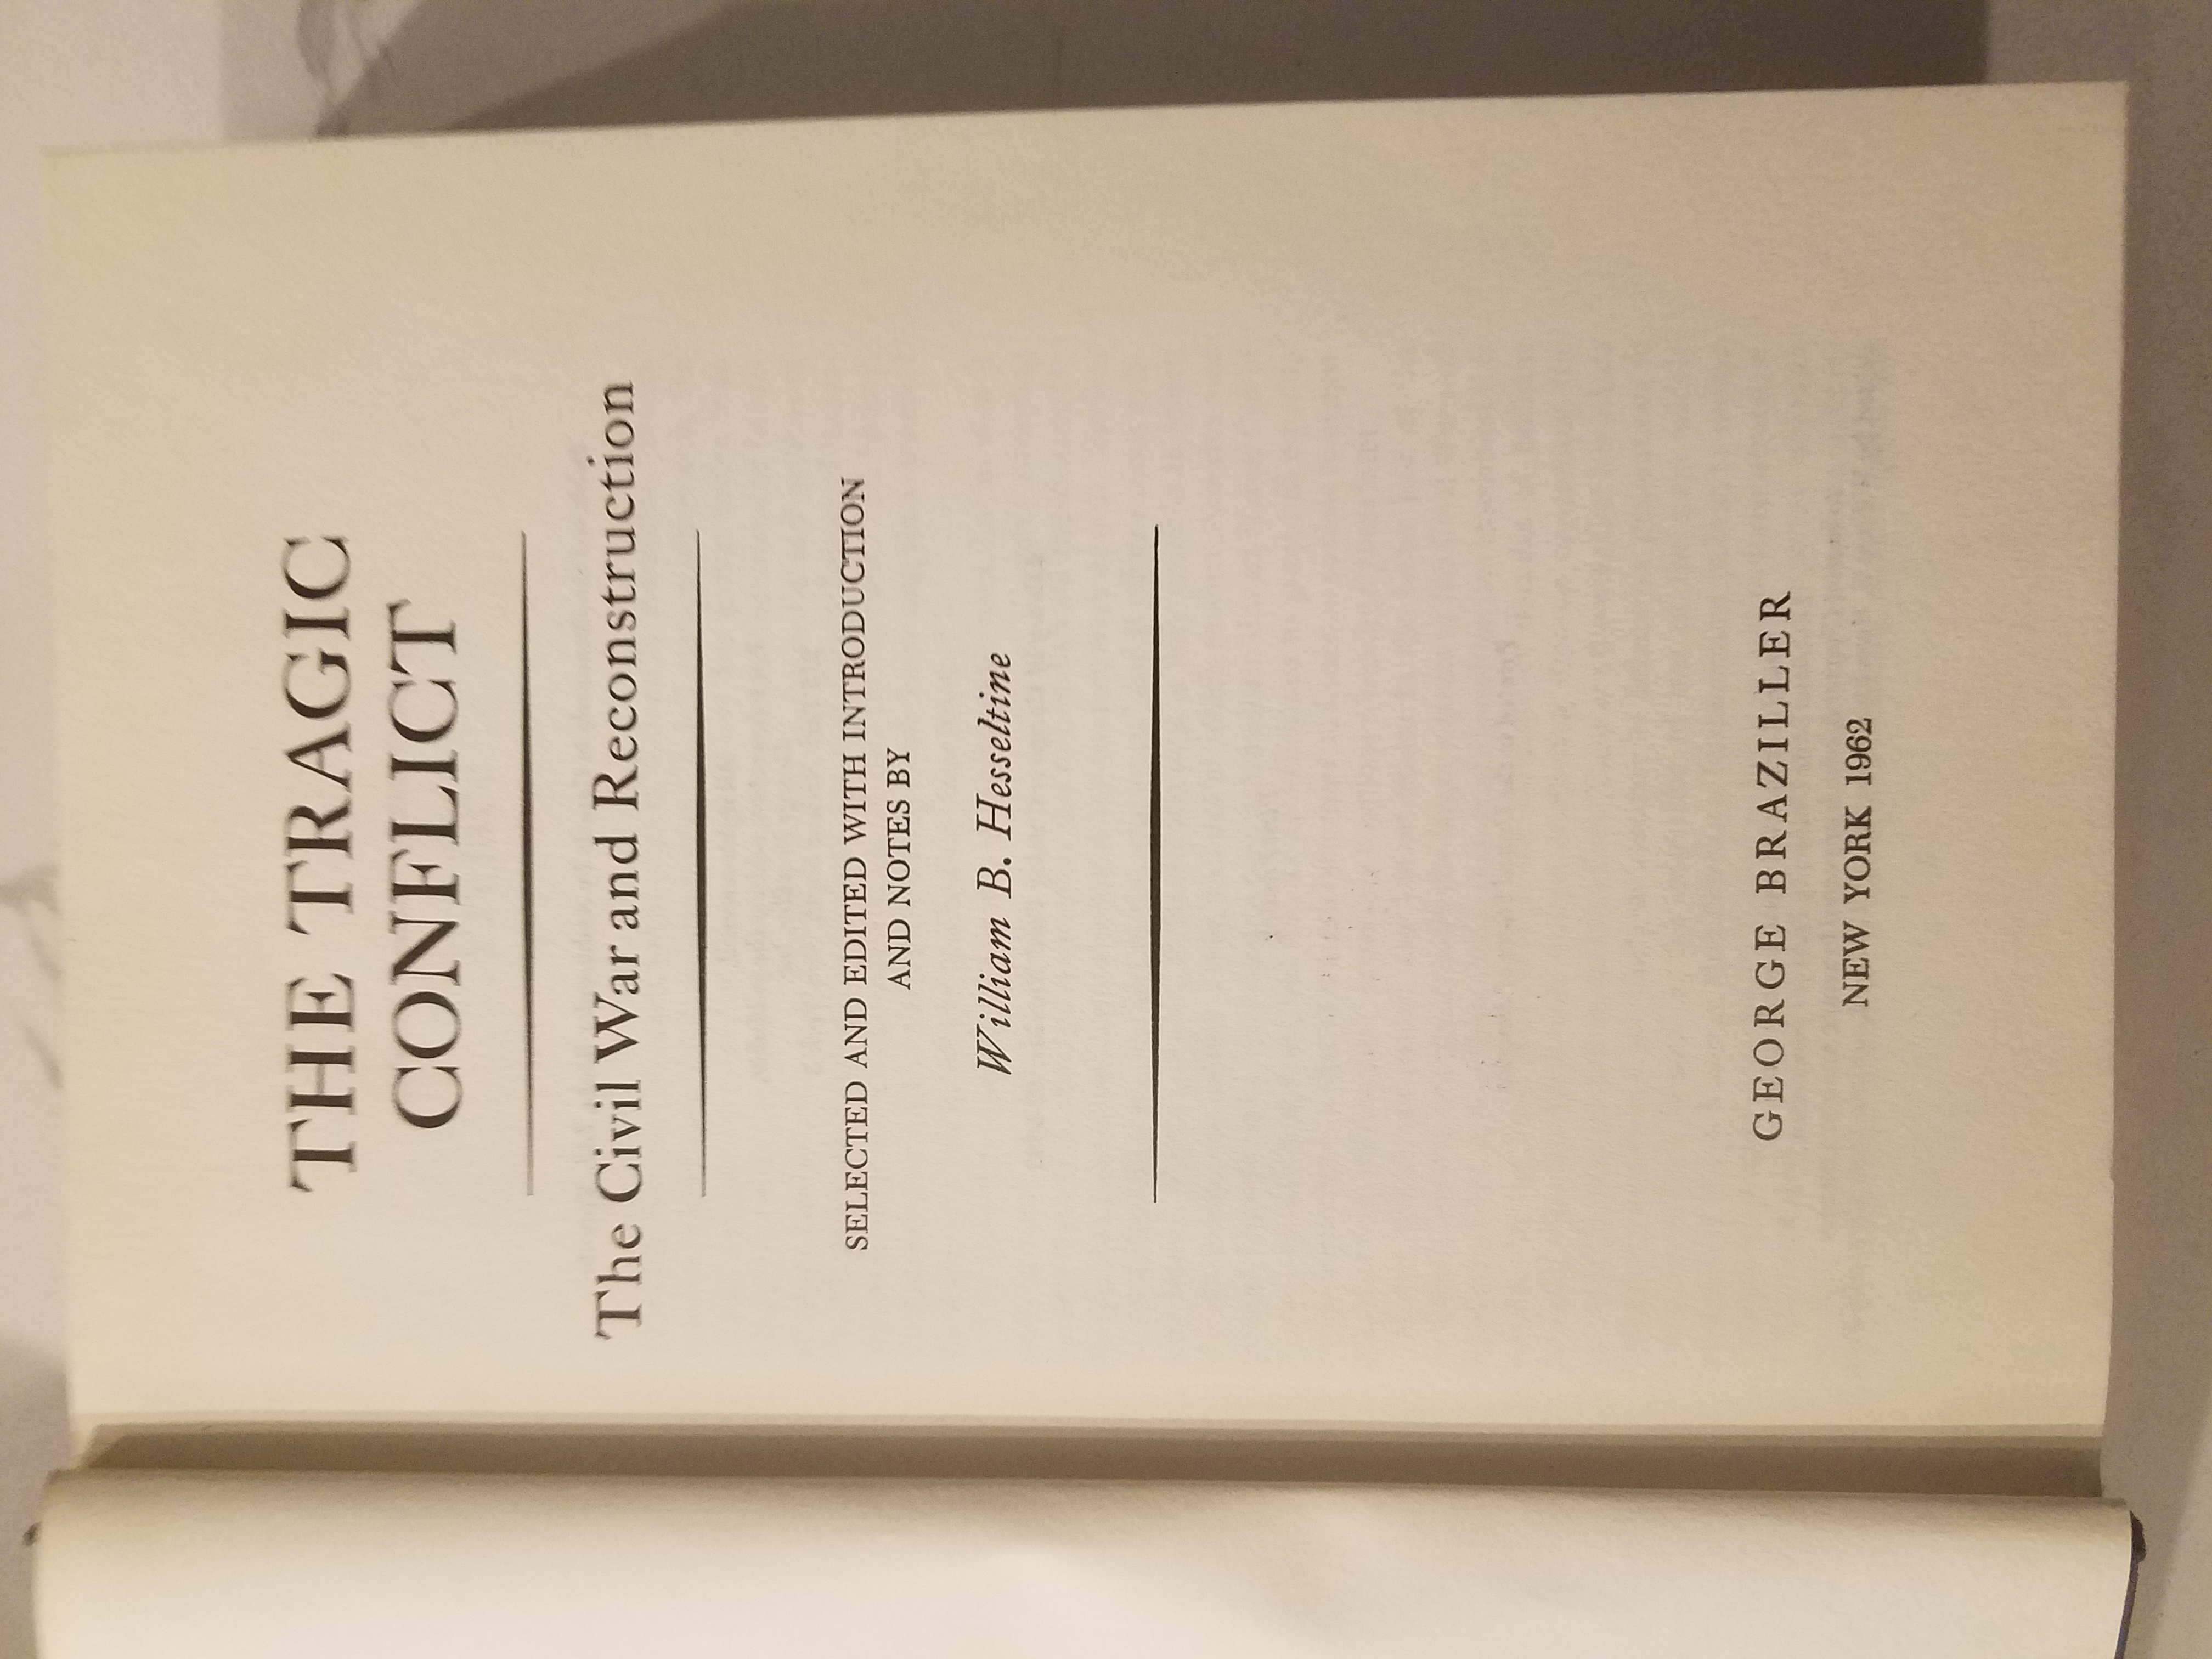 THE TRAGIC
CONFLICT
The Civil War and Reconstruction
SELECTED AND EDITED WITH INTRODUCTION
AND NOTES BY
William B. Hesseltine
GEORGE BRAZILLER
NEW YORK 1962